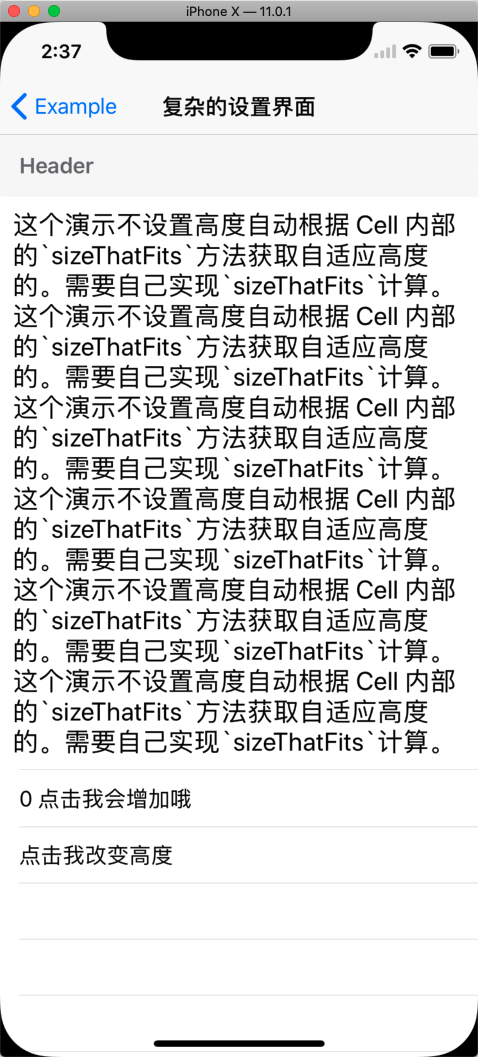 iPhone X — 11.0.1
2:37
Example
复杂的设置界面
Header
这个演示不设置高度自动根据 Cell 内部
的`sizeThatFits`方法获取自适应高度
的。需要自己实现`sizeThatFits`计算。
这个演示不设置高度自动根据 Cell 内部
的`sizeThatFits`方法获取自适应高度
的。需要自己实现`sizeThatFits`计算。
这个演示不设置高度自动根据 Cell 内部
的`sizeThatFits`方法获取自适应高度
的。需要自己实现`sizeThatFits`计算。
这个演示不设置高度自动根据 Cell 内部
的`sizeThatFits`方法获取自适应高度
的。需要自己实现`sizeThatFits`计算。
这个演示不设置高度自动根据 Cell 内部
的`sizeThatFits`方法获取自适应高度
的。需要自己实现`sizeThatFits`计算。
这个演示不设置高度自动根据 Cell 内部
的`sizeThatFits`方法获取自适应高度
的。需要自己实现`sizeThatFits`计算。
0 点击我会增加哦
点击我改变高度